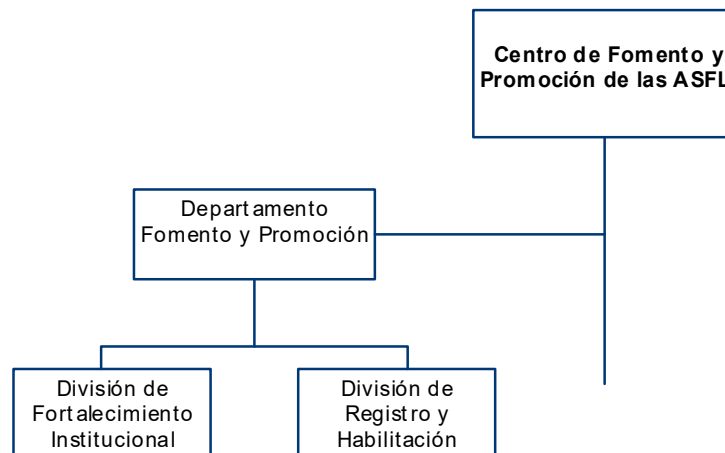 Centro de Fomento y
Promoción de las ASFL
Departamento
Fomento y Promoción
División de
Fortalecimiento
Institucional
División de
Registro y
Habilitación